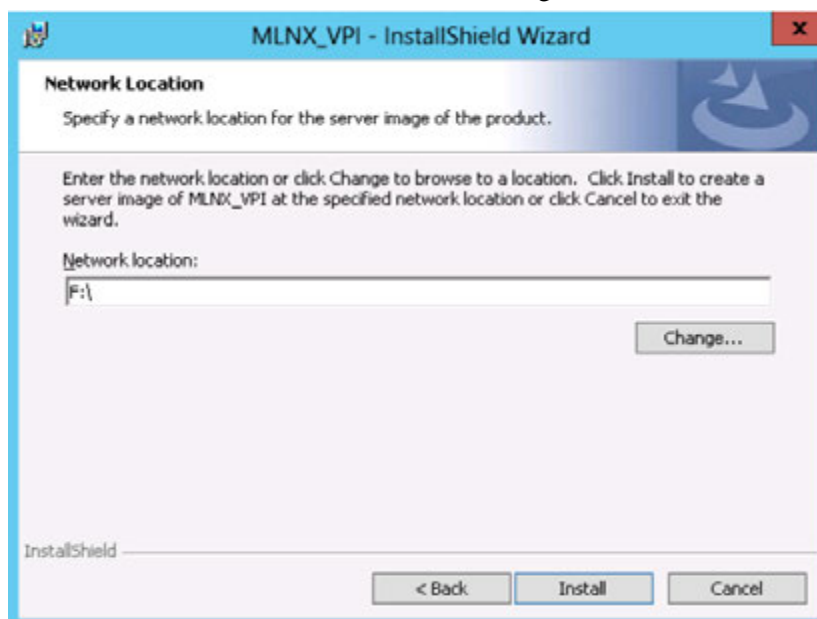 MLNX_VPI - InstallShield Wizard
x
Network Location
Specify a network location for the server image of the product.
Enter the network location or click Change to browse to a location. Click Install to create a
server image of MLNX_VPI at the specified network location or click Cancel to exit the
wizard.
Network location:
F:\
Change...
InstallShield
< Back Install Cancel